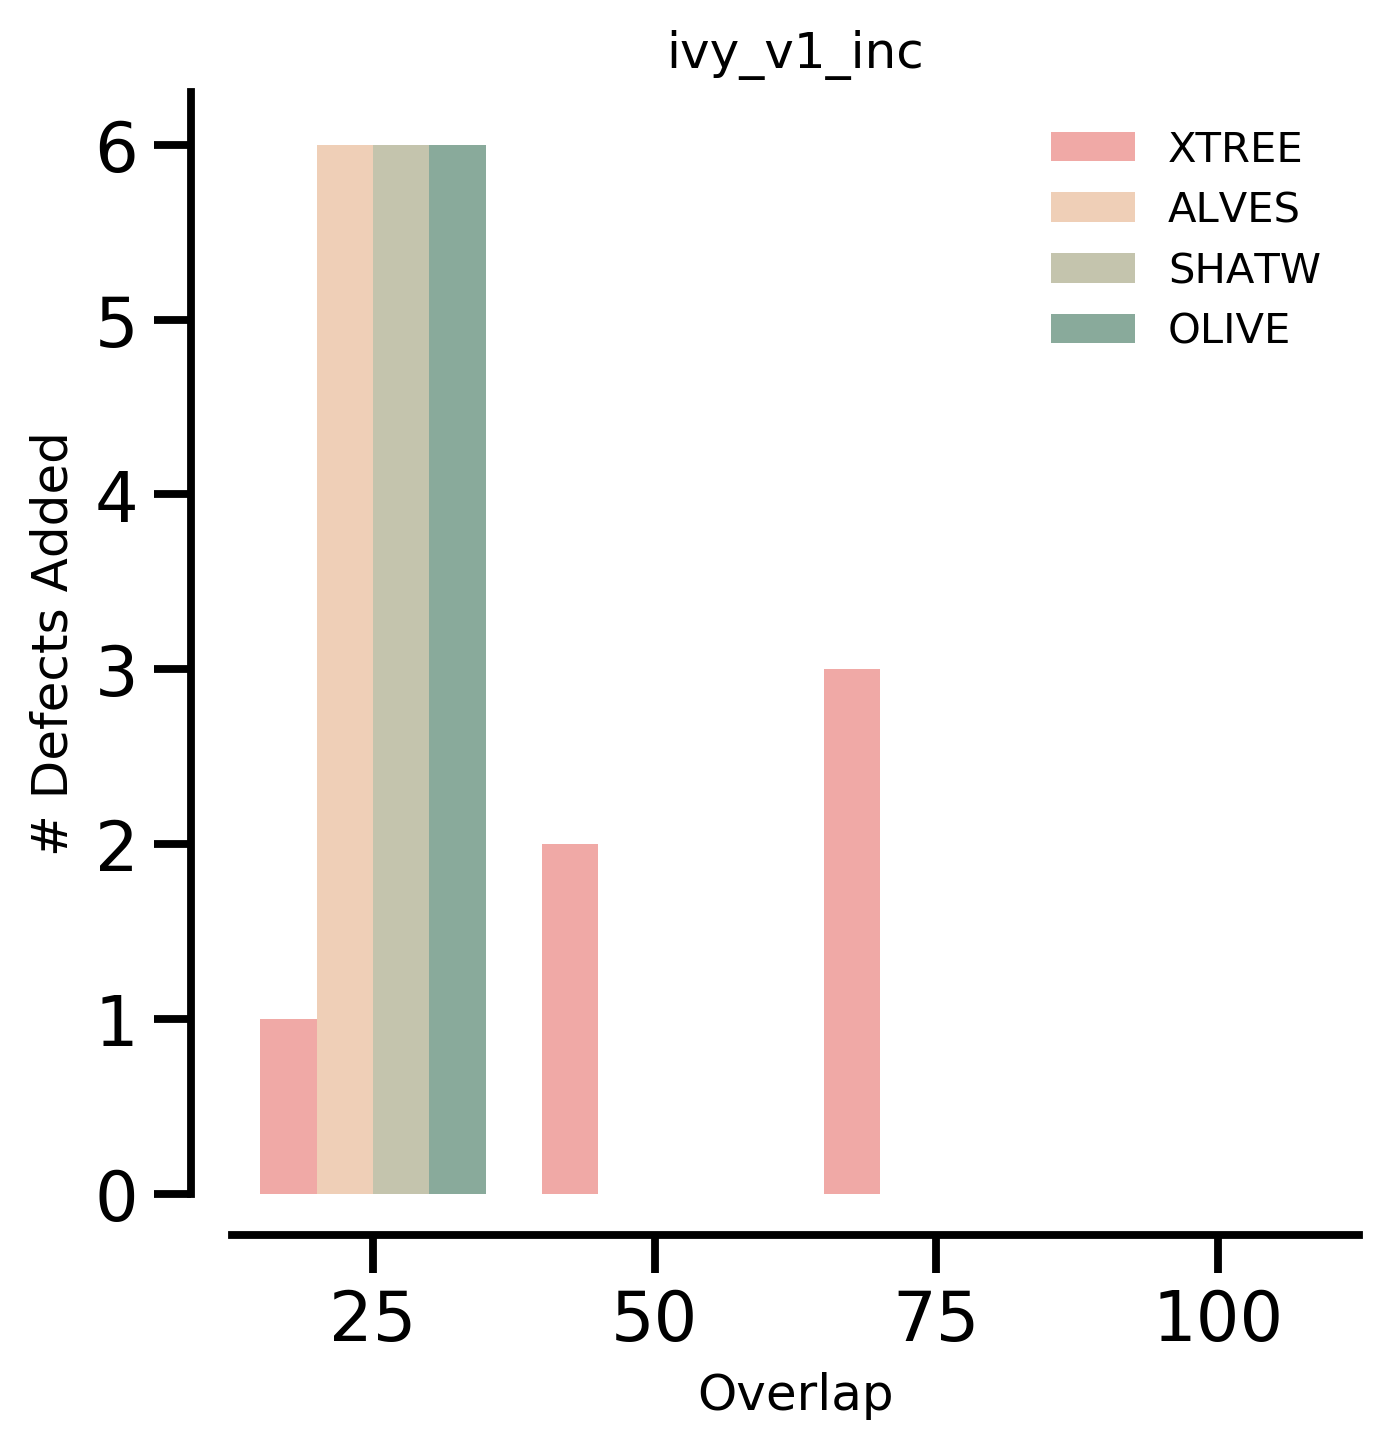 ivy_v1_inc
XTREE
ALVES
SHATW
OLIVE
# Defects Added
6
5
4
3
2
1
0
25 50 75 100
Overlap